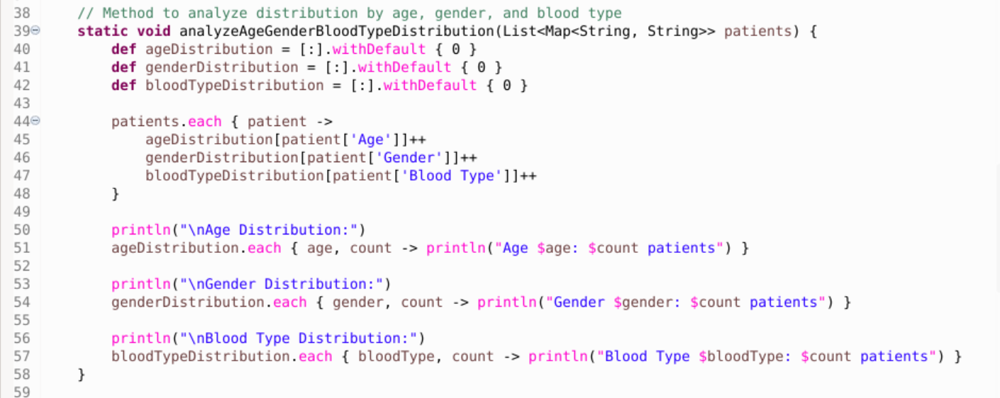 38 // Method to analyze distribution by age, gender, and blood type
39 static void analyzeAgeGenderBloodTypeDistribution(List<Map<String, String>> patients) {
40 def ageDistribution = [:].withDefault { 0 }
41 def genderDistribution = [:].withDefault { 0 }
42 def bloodTypeDistribution = [:].withDefault { 0 }
43
44 patients.each { patient ->
45 ageDistribution[patient['Age']]++
46 genderDistribution[patient['Gender']]++
47 bloodTypeDistribution[patient['Blood Type']]++
48 }
49
50 println("\nAge Distribution:")
51 ageDistribution.each { age, count -> println("Age $age: $count patients") }
52
53 println("\nGender Distribution:")
54 genderDistribution.each { gender, count -> println("Gender $gender: $count patients") }
55
56 println("\nBlood Type Distribution:")
57 bloodTypeDistribution.each { bloodType, count -> println("Blood Type $bloodType: $count patients") }
58 }
59